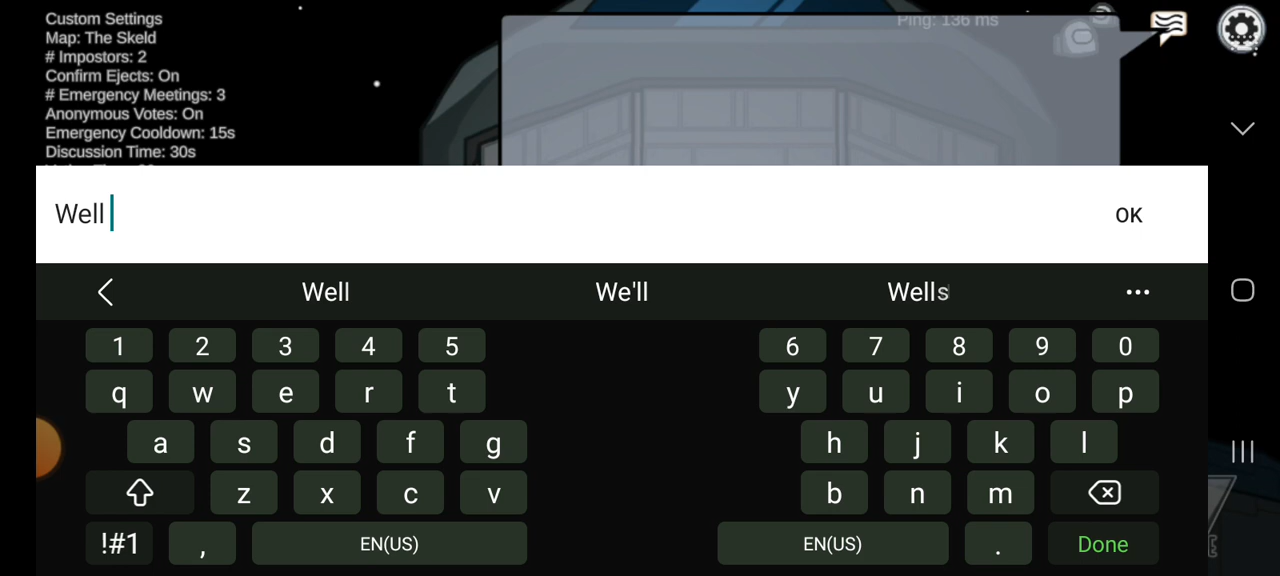 Custom Settings
Map: The Skeld
# Impostors: 2
Confirm Ejects: On
# Emergency Meetings: 3
Anonymous Votes: On
Emergency Cooldown: 15s
Discussion Time: 30s
Ping: 136 ms
Well
OK
Well We'll Wells
1 2 3 4 5 6 7 8 9 0
q w e r t y u i o p
a s d f g h j k l
z x c v b n m
!#1 , EN(US) EN(US) . Done